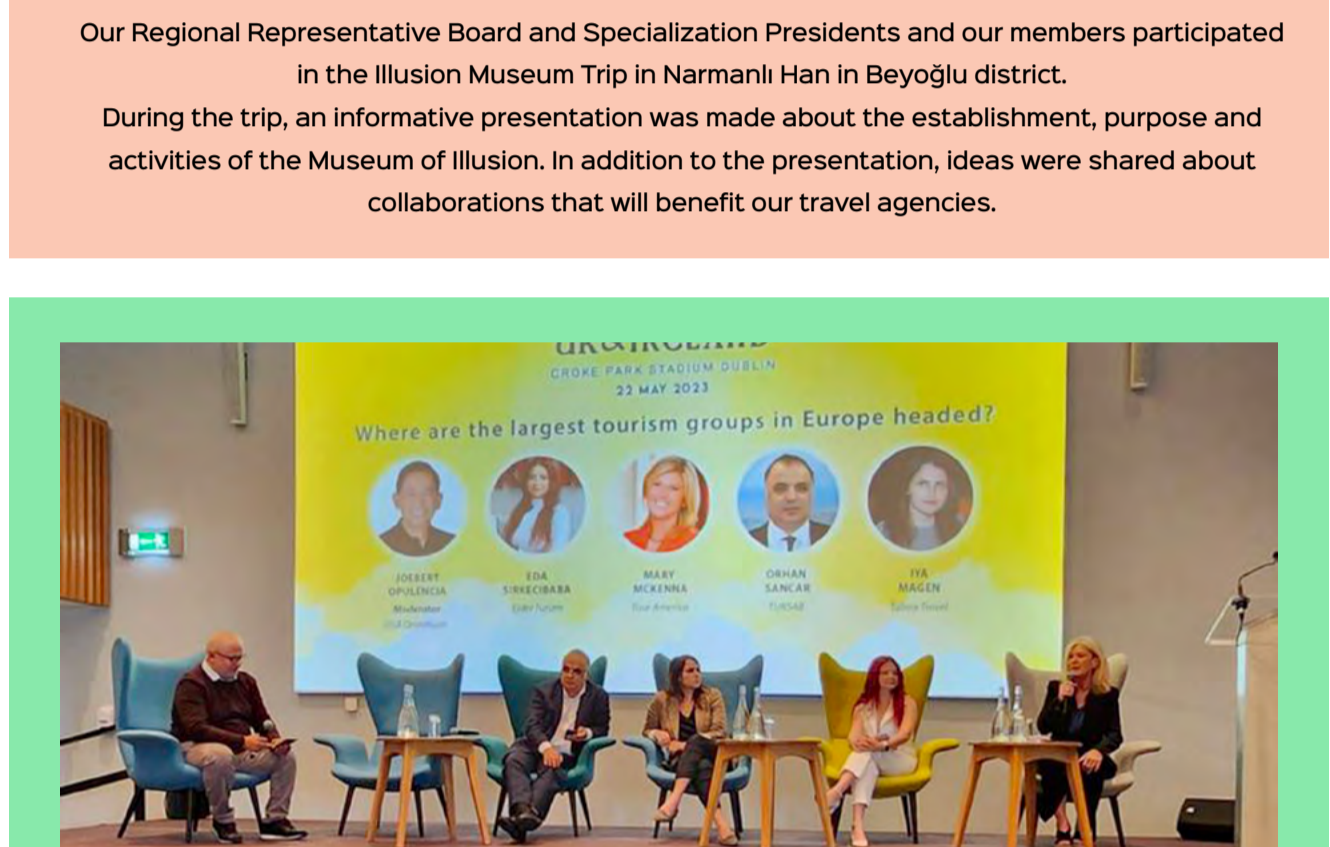 Our Regional Representative Board and Specialization Presidents and our members participated
in the Illusion Museum Trip in Narmanlı Han in Beyoğlu district.
During the trip, an informative presentation was made about the establishment, purpose and
activities of the Museum of Illusion. In addition to the presentation, ideas were shared about
collaborations that will benefit our travel agencies.
CROKE PARK STADIUM DUBLIN
22 MAY 2023
Where are the largest tourism groups in Europe headed?
JOEBERT
OPULENCIA
Moderator
EDA
SIRKECIBABA
MARY
MCKENNA
Tour America
ORHAN
SANCAR
TURSAB
IYA
MAGEN